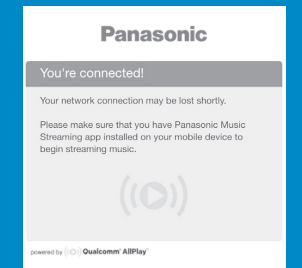 Panasonic
You're connected!
Your network connection may be lost shortly.
Please make sure that you have Panasonic Music
Streaming app installed on your mobile device to
begin streaming music.
powered by Qualcomm® AllPlay™